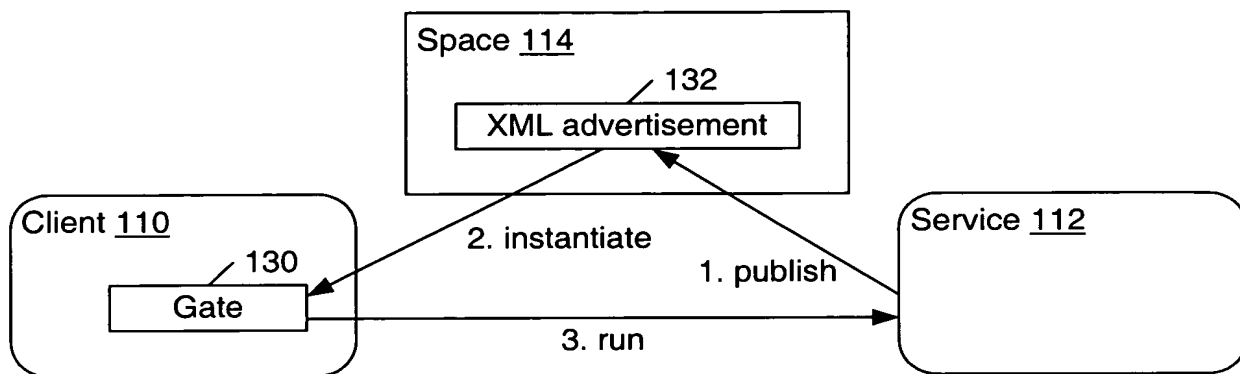 Space 114
132
XML advertisement
Client 110
Service 112
2. instantiate
130
1. publish
Gate
3. run